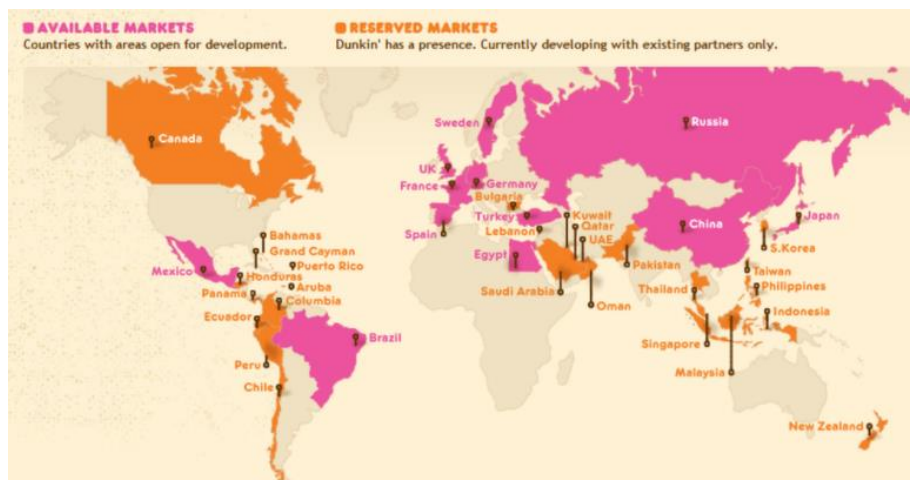 AVAILABLE MARKETS
Countries with areas open for development.
RESERVED MARKETS
Dunkin' has a presence. Currently developing with existing partners only.
Canada
Sweden
Russia
UK
France
Germany
Bulgaria
Turkey
Kuwait
Qatar
China
Japan
Spain
Lebanon
UAE
S.Korea
Bahamas
Grand Cayman
Egypt
Mexico
Honduras
Puerto Rico
Pakistan
Taiwan
Panama
Aruba
Saudi Arabia
Thailand
Philippines
Columbia
Oman
Ecuador
Indonesia
Brazil
Singapore
Peru
Malaysia
Chile
New Zealand